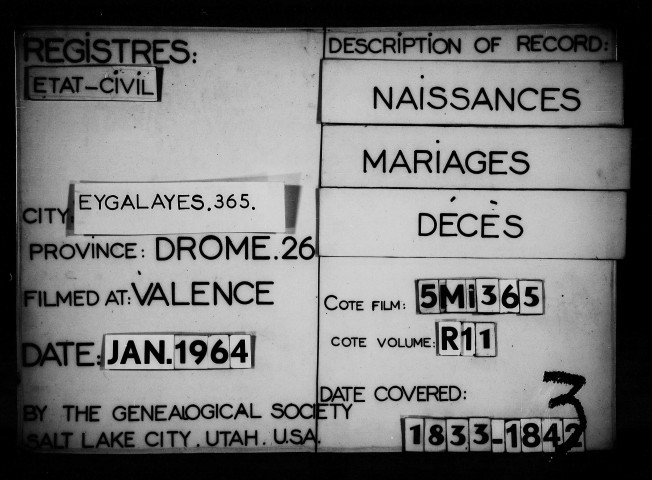 REGISTRES:
ETAT-CIVIL
CITY: EYGALAYES.365.
PROVINCE: DROME.26
FILMED AT: VALENCE
DATE: JAN.1964
BY THE GENEALOGICAL SOCIETY
SALT LAKE CITY. UTAH. U.S.A.
DESCRIPTION OF RECORD:
NAISSANCES
MARIAGES
DÉCÈS
COTE FILM: 5Mi365
COTE VOLUME: R11
DATE COVERED:
3
1833-1842